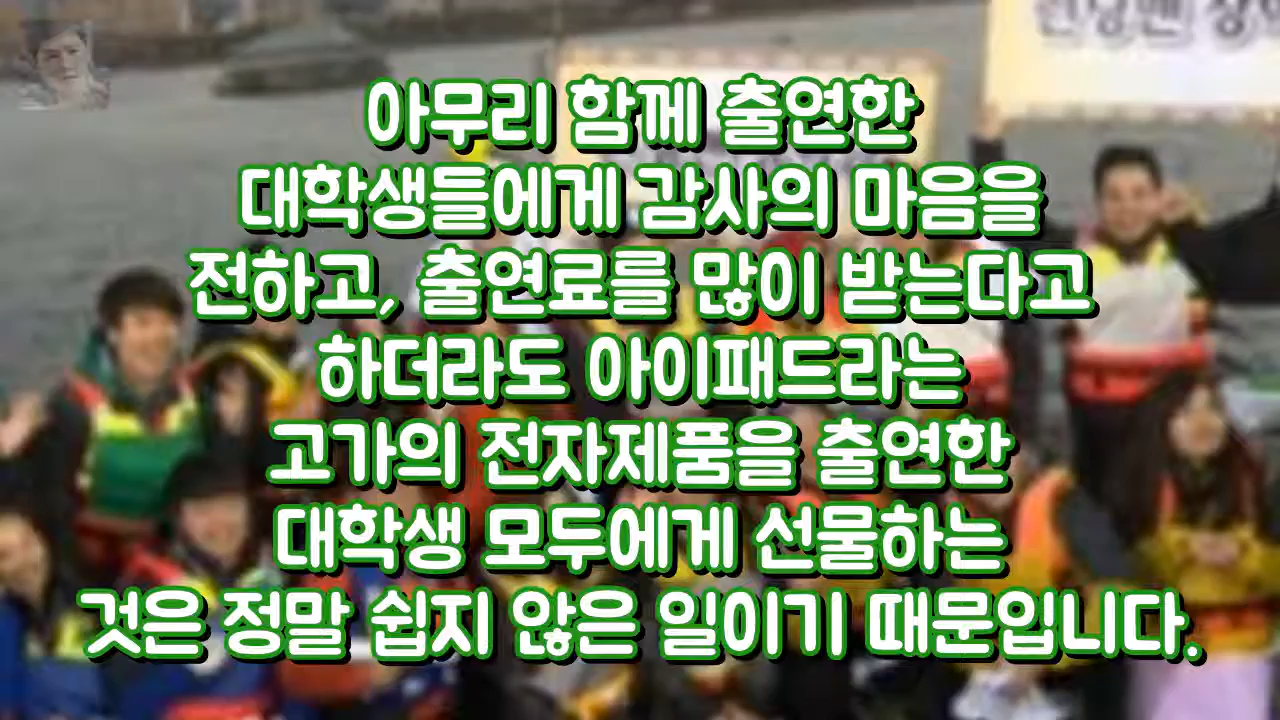 아무리 함께 출연한
대학생들에게 감사의 마음을
전하고, 출연료를 많이 받는다고
하더라도 아이패드라는
고가의 전자제품을 출연한
대학생 모두에게 선물하는
것은 정말 쉽지 않은 일이기 때문입니다.